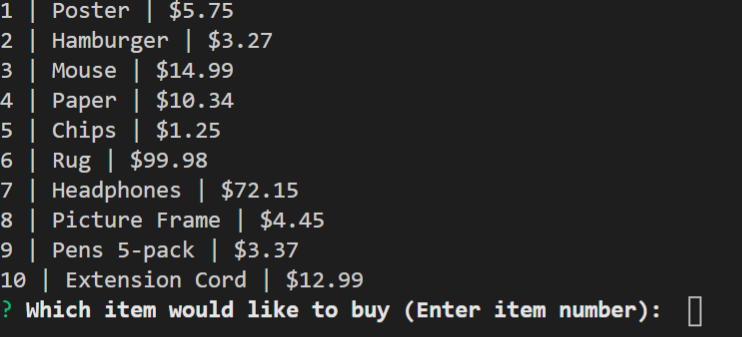 1 | Poster | $5.75
2 | Hamburger | $3.27
3 | Mouse | $14.99
4 | Paper | $10.34
5 | Chips | $1.25
6 | Rug | $99.98
7 | Headphones | $72.15
8 | Picture Frame | $4.45
9 | Pens 5-pack | $3.37
10 | Extension Cord | $12.99
? Which item would like to buy (Enter item number):